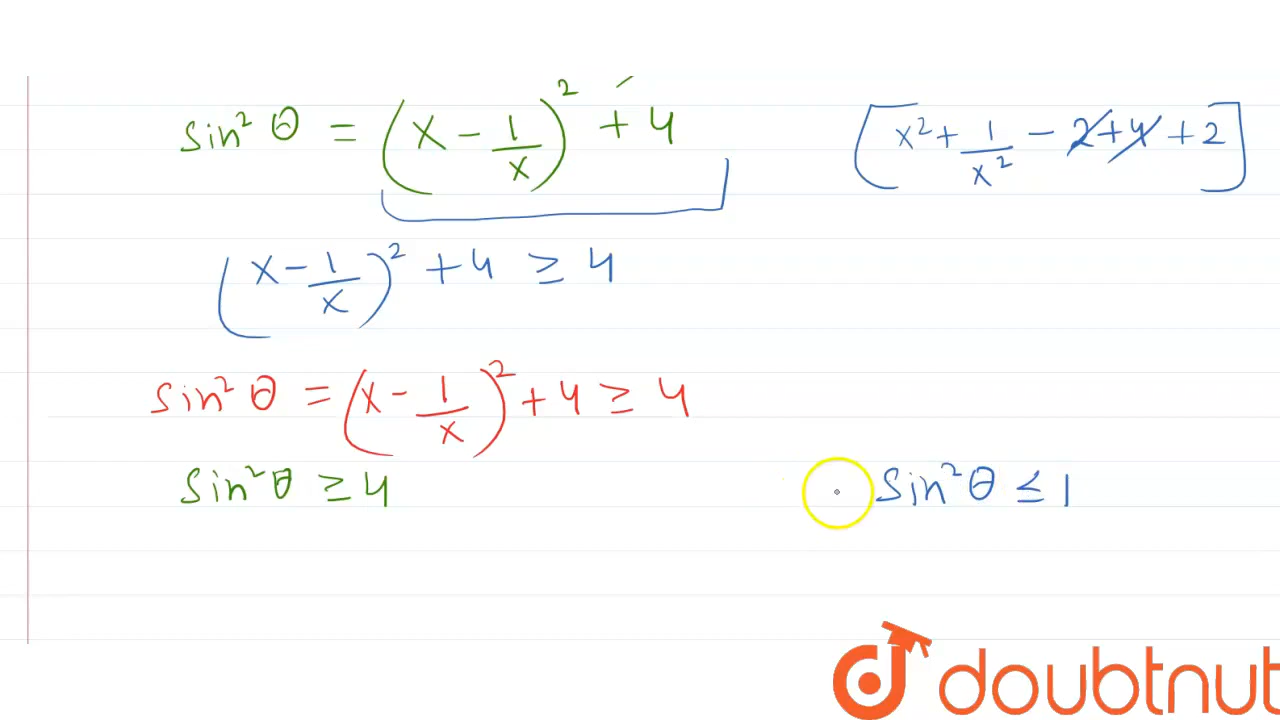 sin² θ = (x - 1/x)² + 4
[x² + 1/x² - 2 + 4 + 2]
(x - 1/x)² + 4 ≥ 4
sin² θ = (x - 1/x)² + 4 ≥ 4
sin² θ ≥ 4
sin² θ ≤ 1
doubtnut